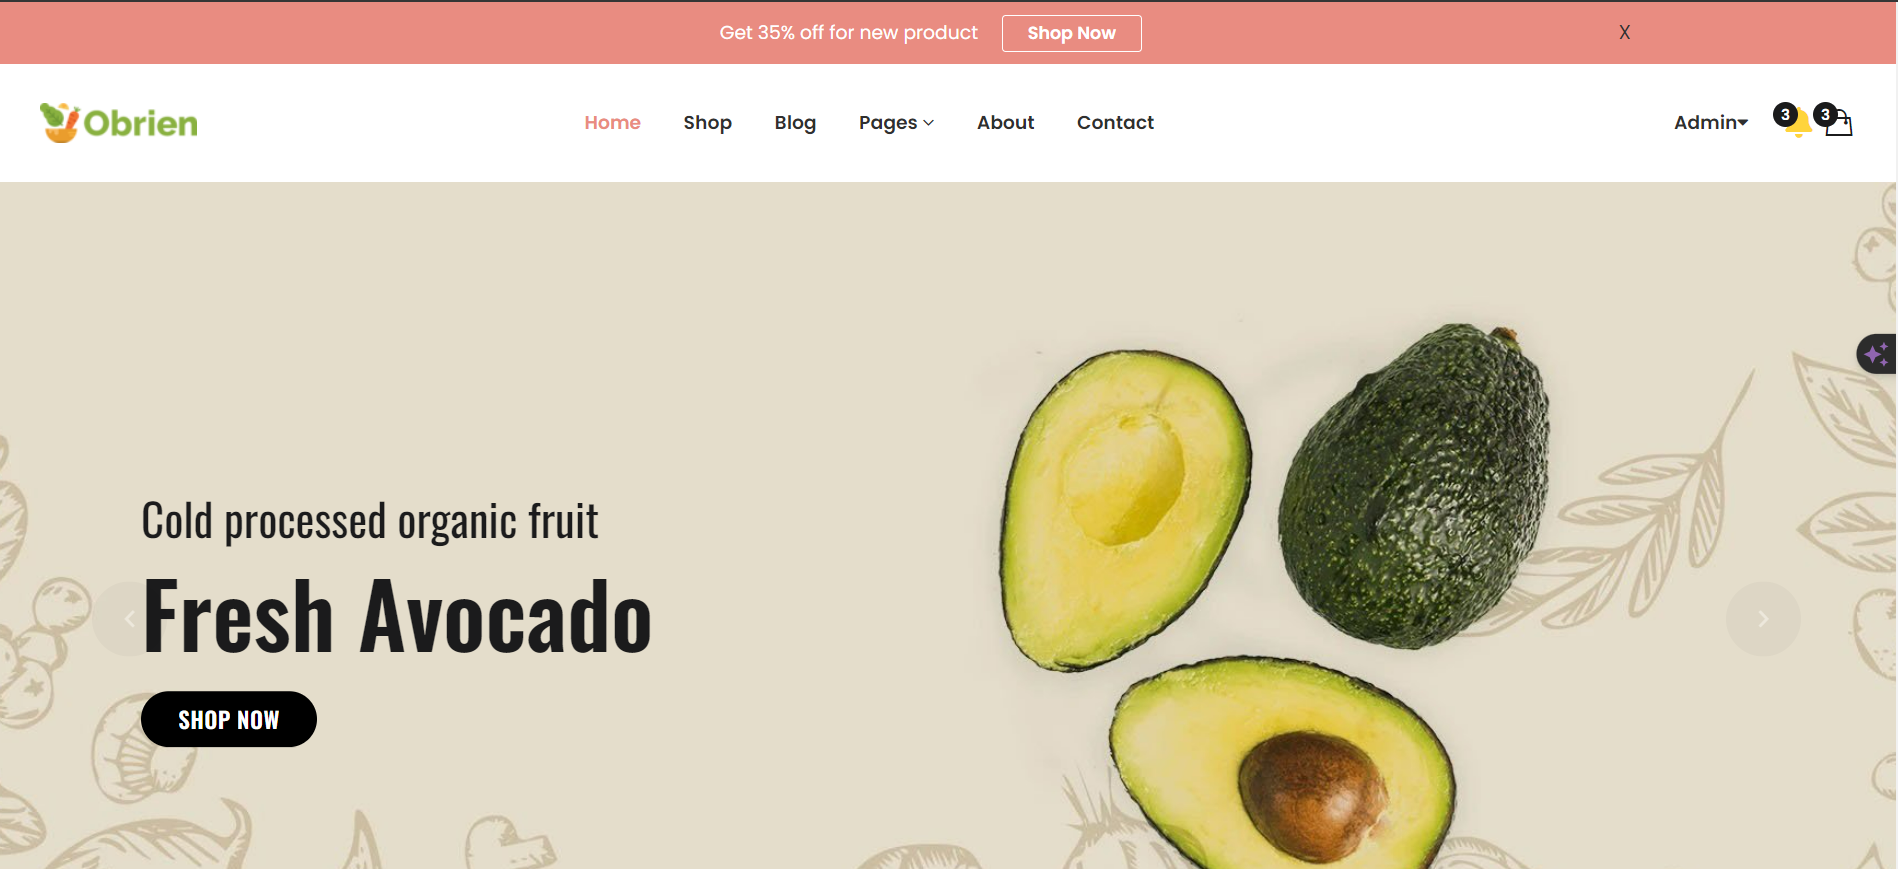 Get 35% off for new product Shop Now X
Obrien Home Shop Blog Pages About Contact Admin 3 3
Cold processed organic fruit
Fresh Avocado
SHOP NOW